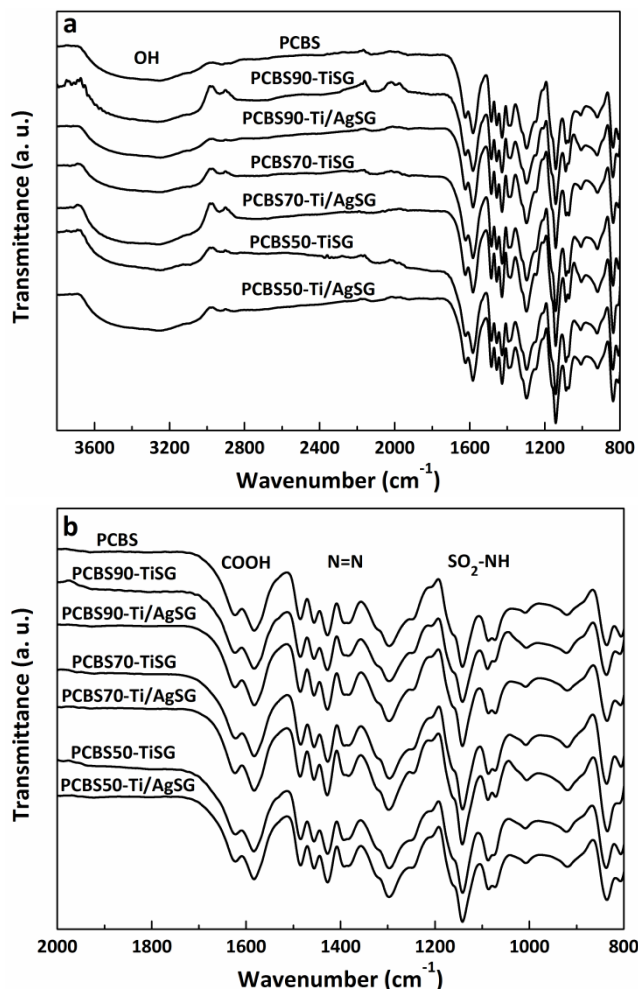 a
OH
PCBS
PCBS90-TiSG
PCBS90-Ti/AgSG
PCBS70-TiSG
PCBS70-Ti/AgSG
PCBS50-TiSG
PCBS50-Ti/AgSG
Transmittance (a. u.)
3600 3200 2800 2400 2000 1600 1200 800
Wavenumber (cm⁻¹)
b
PCBS
COOH N=N SO₂-NH
PCBS90-TiSG
PCBS90-Ti/AgSG
PCBS70-TiSG
PCBS70-Ti/AgSG
PCBS50-TiSG
PCBS50-Ti/AgSG
Transmittance (a. u.)
2000 1800 1600 1400 1200 1000 800
Wavenumber (cm⁻¹)